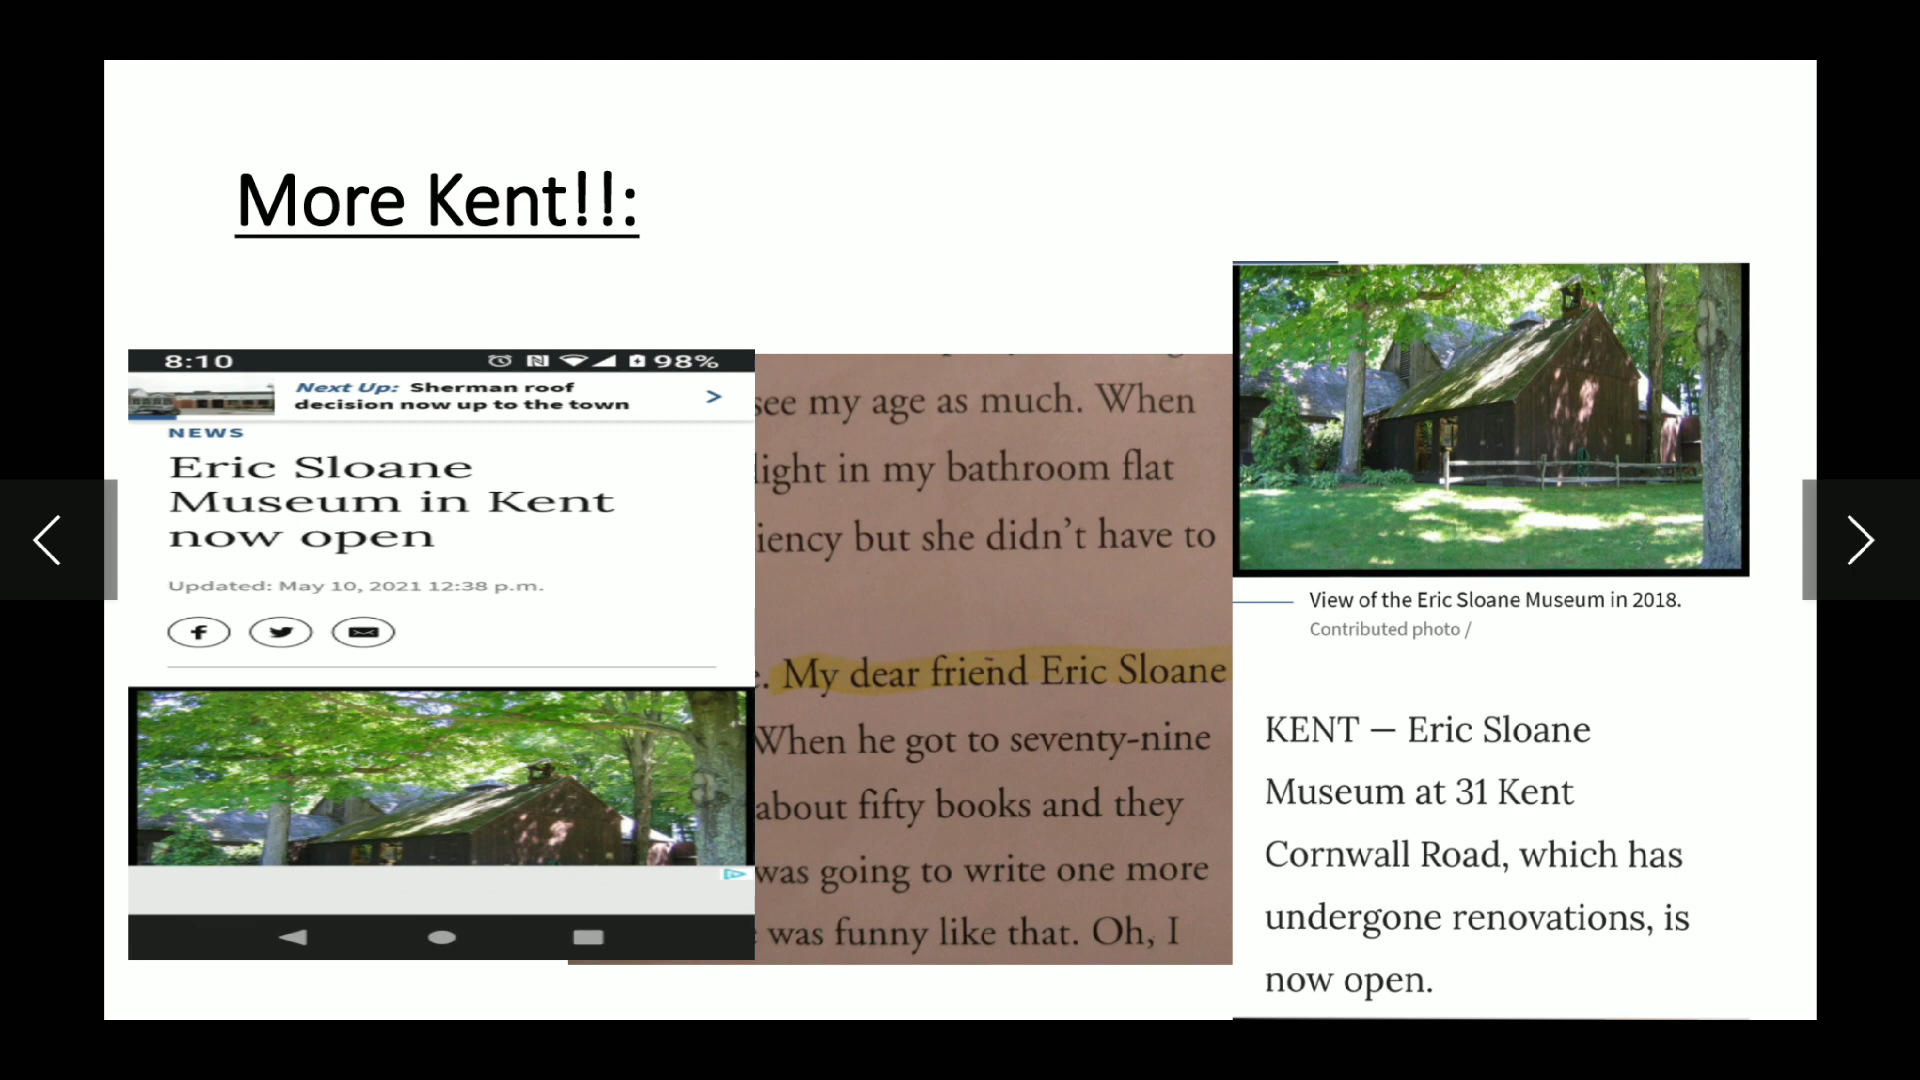 More Kent!!:
8:10
98%
Next Up: Sherman roof
decision now up to the town
NEWS
Eric Sloane
Museum in Kent
now open
Updated: May 10, 2021 12:38 p.m.
see my age as much. When
light in my bathroom flat
iency but she didn't have to
e. My dear friend Eric Sloane
When he got to seventy-nine
about fifty books and they
was going to write one more
was funny like that. Oh, I
View of the Eric Sloane Museum in 2018.
Contributed photo /
KENT — Eric Sloane
Museum at 31 Kent
Cornwall Road, which has
undergone renovations, is
now open.